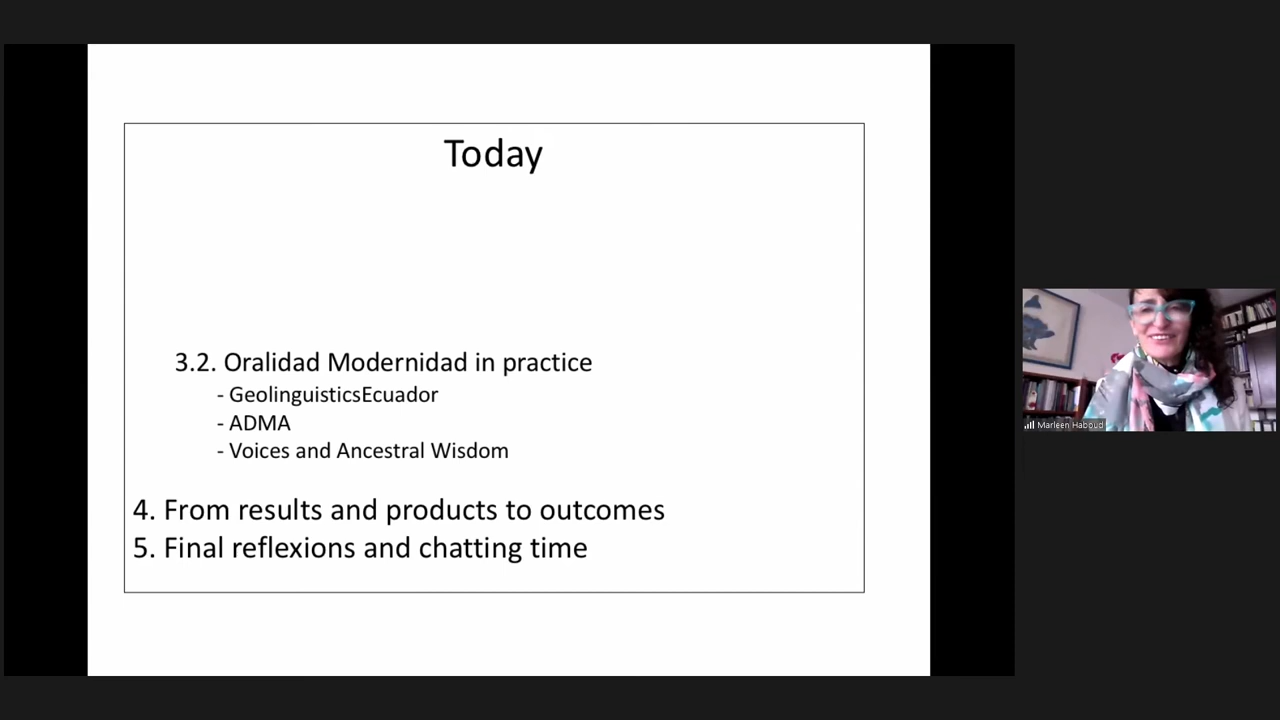 Today
3.2. Oralidad Modernidad in practice
- GeolinguisticsEcuador
- ADMA
- Voices and Ancestral Wisdom
4. From results and products to outcomes
5. Final reflexions and chatting time
Marleen Haboud